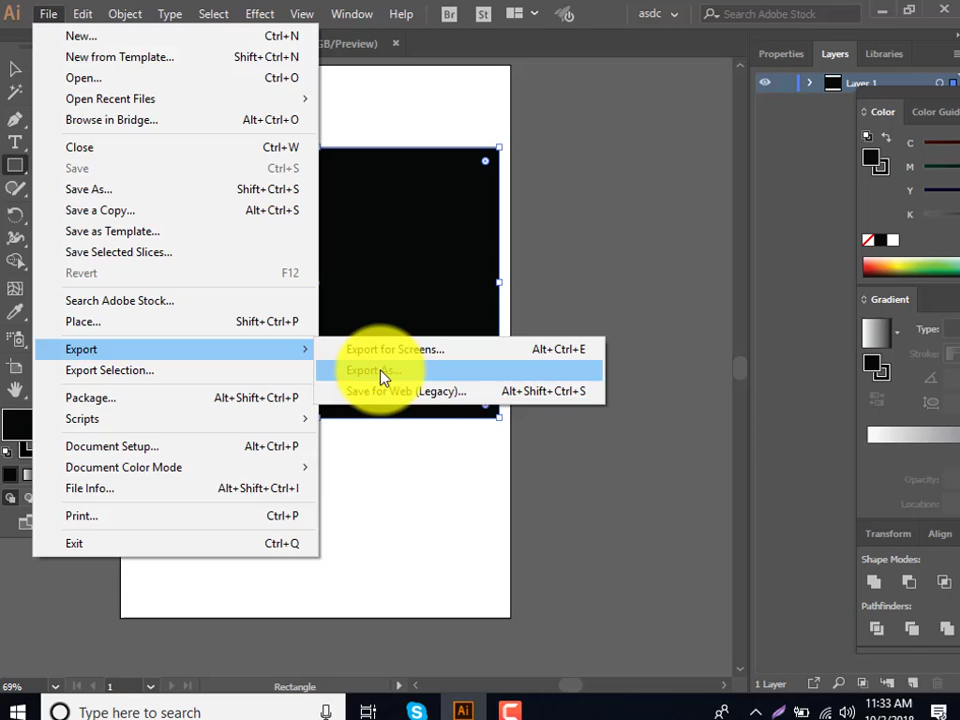 Ai File Edit Object Type Select Effect View Window Help Br St asdc Search Adobe Stock...
GB/Preview) ×
New... Ctrl+N
New from Template... Shift+Ctrl+N
Open... Ctrl+O
Open Recent Files
Browse in Bridge... Alt+Ctrl+O
Close Ctrl+W
Save Ctrl+S
Save As... Shift+Ctrl+S
Save a Copy... Alt+Ctrl+S
Save as Template...
Save Selected Slices...
Revert F12
Search Adobe Stock...
Place... Shift+Ctrl+P
Export
Export Selection...
Package... Alt+Shift+Ctrl+P
Scripts
Document Setup... Alt+Ctrl+P
Document Color Mode
File Info... Alt+Shift+Ctrl+I
Print... Ctrl+P
Exit Ctrl+Q
Export for Screens... Alt+Ctrl+E
Export As...
Save for Web (Legacy)... Alt+Shift+Ctrl+S
Properties Layers Libraries
Layer 1
Color Color Guid
C
M
Y
K
Gradient
Type:
Stroke:
Opacity:
Location:
Transform Align
Shape Modes:
Pathfinders:
69% 1 Rectangle 1 Layer
Type here to search
Ai
11:33 AM